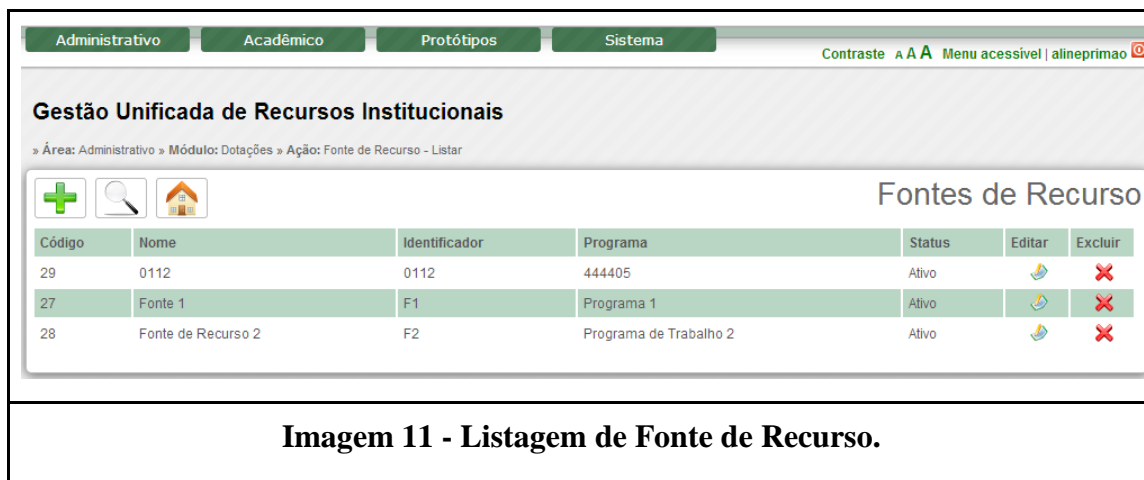 Administrativo Acadêmico Protótipos Sistema
Contraste A A A Menu acessível | alineprimao
Gestão Unificada de Recursos Institucionais
» Área: Administrativo » Módulo: Dotações » Ação: Fonte de Recurso - Listar
Fontes de Recurso
Código Nome Identificador Programa Status Editar Excluir
29 0112 0112 444405 Ativo
27 Fonte 1 F1 Programa 1 Ativo
28 Fonte de Recurso 2 F2 Programa de Trabalho 2 Ativo
Imagem 11 - Listagem de Fonte de Recurso.